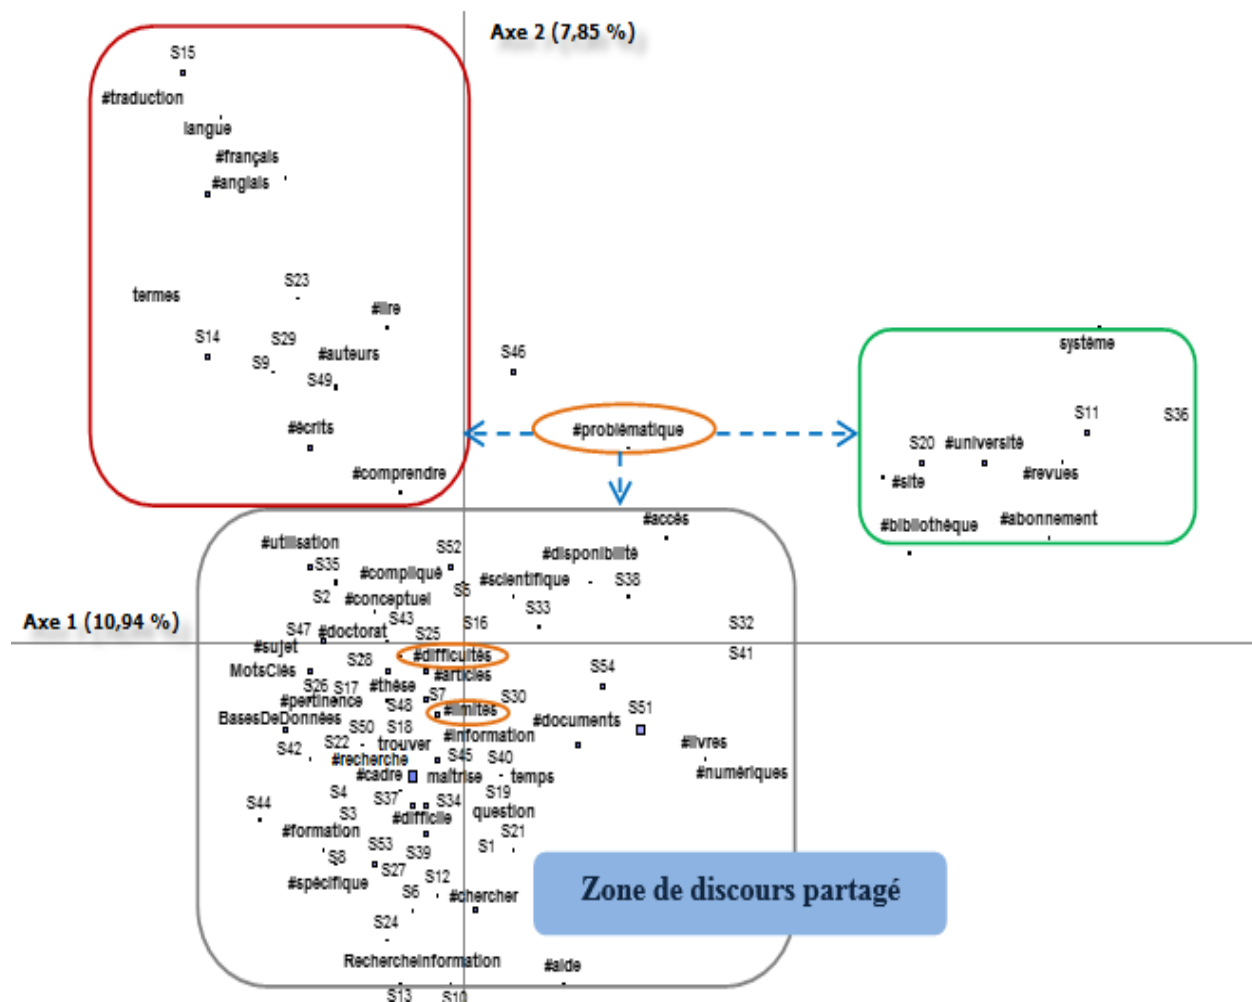 Axe 2 (7,85 %)
S15
#traduction
langue
#français
#anglais
S23
termes
#lire
S14
S29
S9
#auteurs
S49
S46
système
#écrits
#problématique
S11
S36
#comprendre
S20
#université
#site
#revues
#bibliothèque
#abonnement
#accès
#utilisation
S52
#disponibilité
S35
#compliqué
S5
#scientifique
S38
S2
#conceptuel
S43
S16
S33
Axe 1 (10,94 %)
S32
S47
#doctorat
S25
#sujet
S28
#difficultés
S41
MotsClés
#articles
S54
S26
S17
#thèse
#pertinence
S48
S7
#limites
S30
BasesDeDonnées
S50
S18
#information
#documents
S51
S42
S22
trouver
#livres
#recherche
S45
S40
#cadre
maîtrise
temps
#numériques
S44
S4
S37
S34
S19
S3
#difficile
question
#formation
S21
S8
S53
S39
S1
#spécifique
S27
S12
S6
#chercher
Zone de discours partagé
S24
RechercheInformation
#aide
S13
S10